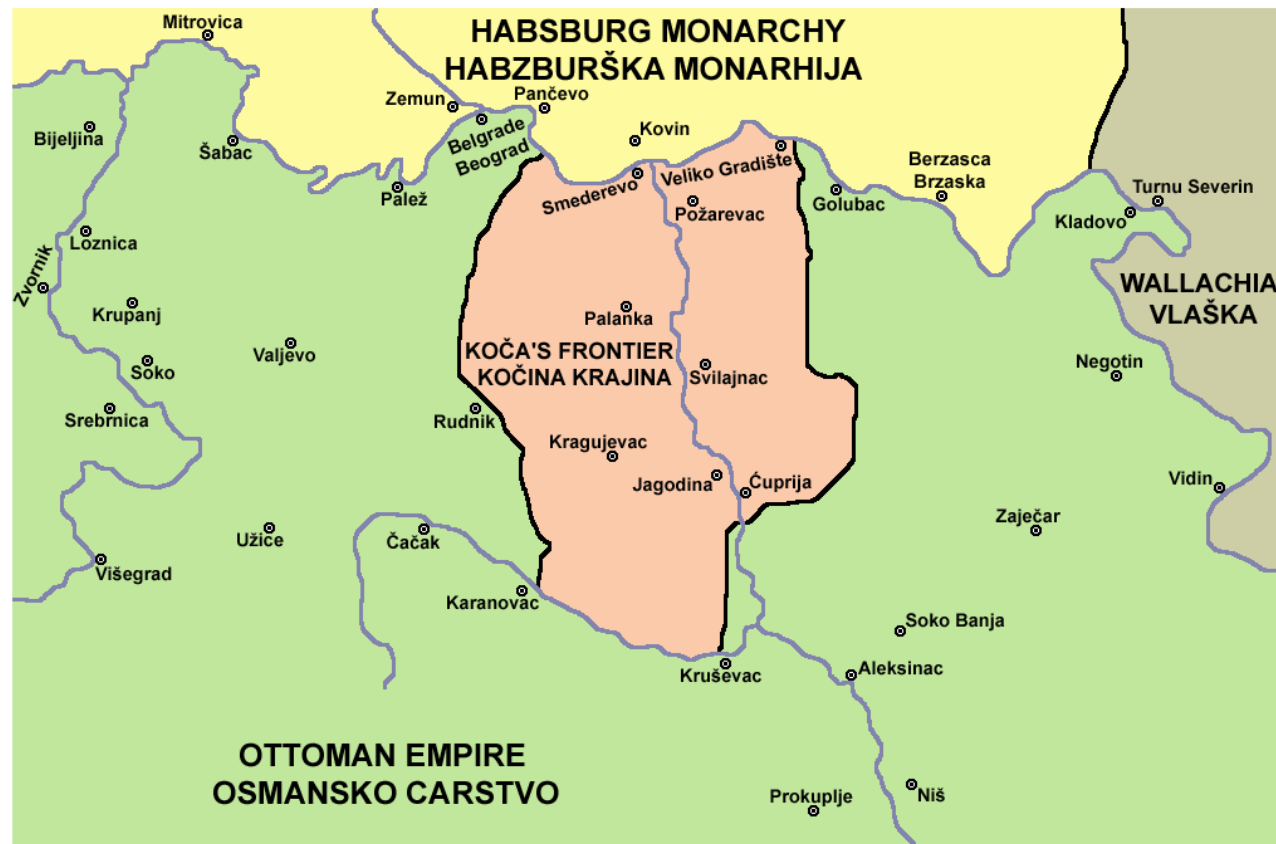 Mitrovica
HABSBURG MONARCHY
HABZBURŠKA MONARHIJA
Zemun
Pančevo
Bijeljina
Šabac
Belgrade
Beograd
Kovin
Veliko Gradište
Berzasca
Brzaska
Palež
Smederevo
Požarevac
Golubac
Turnu Severin
Kladovo
Loznica
Zvornik
Krupanj
WALLACHIA
VLAŠKA
Palanka
Valjevo
KOČA'S FRONTIER
KOČINA KRAJINA
Soko
Svilajnac
Negotin
Srebrnica
Rudnik
Kragujevac
Jagodina
Ćuprija
Vidin
Užice
Čačak
Zaječar
Višegrad
Karanovac
Soko Banja
Kruševac
Aleksinac
OTTOMAN EMPIRE
OSMANSKO CARSTVO
Prokuplje
Niš